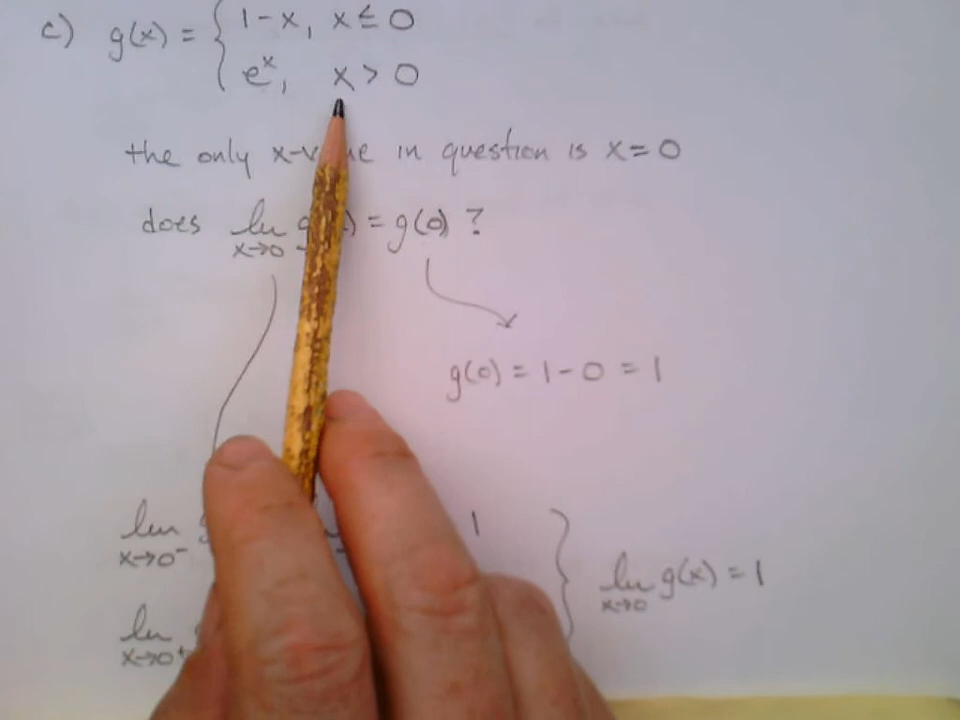 c) g(x) = { 1 - x, x ≤ 0
e^x, x > 0
the only in question is x = 0
does lim x→0 = g(0) ?
g(0) = 1 - 0 = 1
lim x→0⁻ 1
lim x→0 g(x) = 1
lim x→0⁺